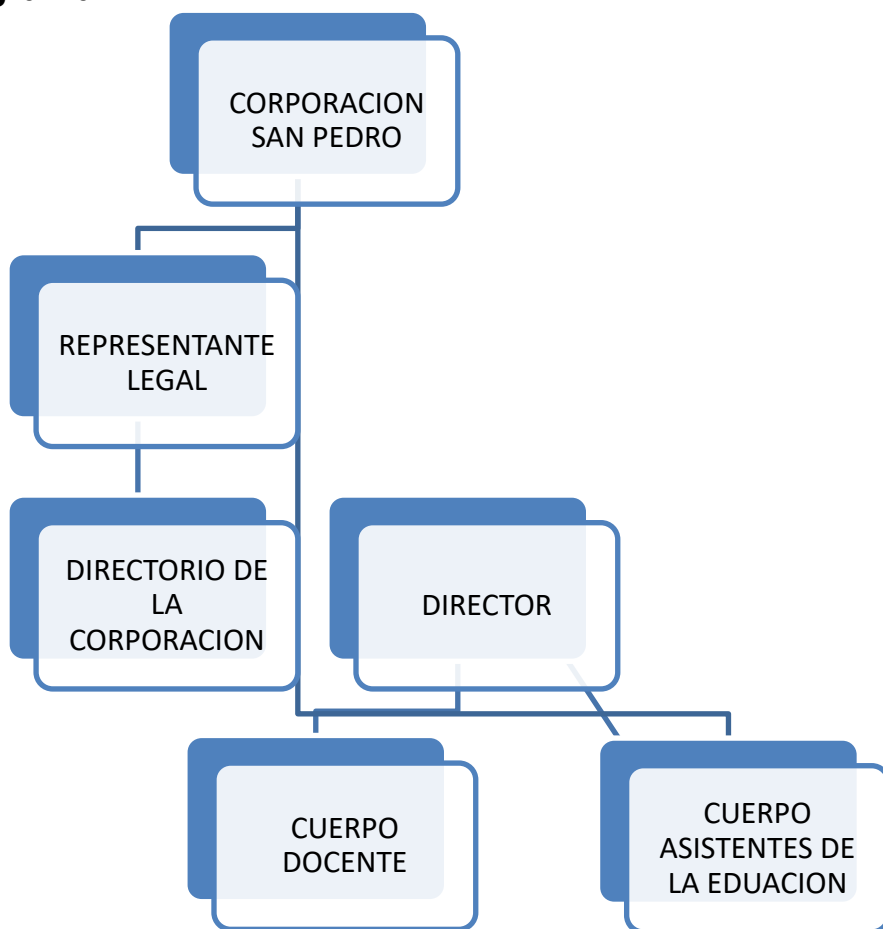 CORPORACION
SAN PEDRO
REPRESENTANTE
LEGAL
DIRECTORIO DE
LA
CORPORACION
DIRECTOR
CUERPO
DOCENTE
CUERPO
ASISTENTES DE
LA EDUACION